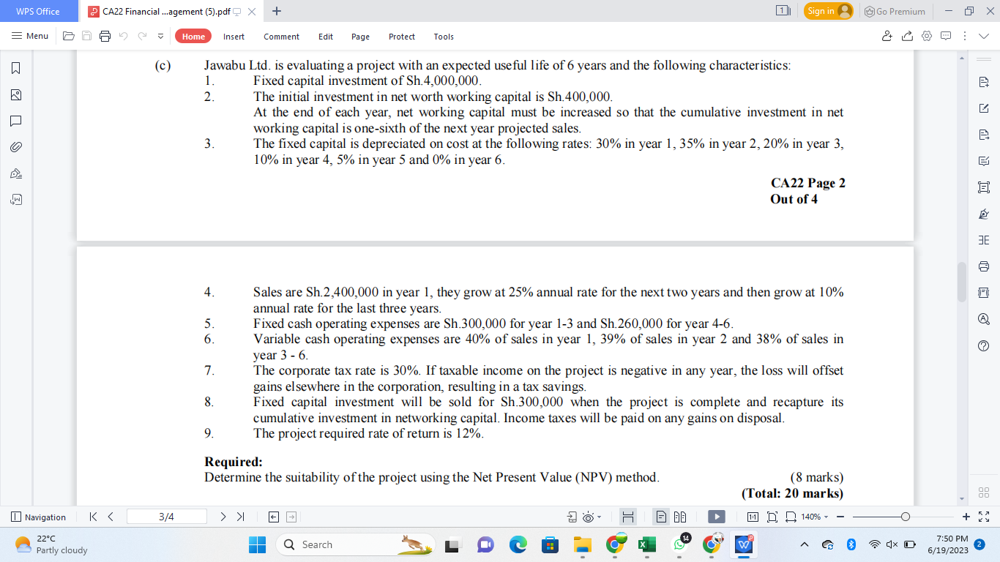 WPS Office
CA22 Financial ...agement (5).pdf
1
Sign in
Go Premium
Menu
Home Insert Comment Edit Page Protect Tools
(c) Jawabu Ltd. is evaluating a project with an expected useful life of 6 years and the following characteristics:
1. Fixed capital investment of Sh.4,000,000.
2. The initial investment in net worth working capital is Sh.400,000.
At the end of each year, net working capital must be increased so that the cumulative investment in net
working capital is one-sixth of the next year projected sales.
3. The fixed capital is depreciated on cost at the following rates: 30% in year 1, 35% in year 2, 20% in year 3,
10% in year 4, 5% in year 5 and 0% in year 6.
CA22 Page 2
Out of 4
4. Sales are Sh.2,400,000 in year 1, they grow at 25% annual rate for the next two years and then grow at 10%
annual rate for the last three years.
5. Fixed cash operating expenses are Sh.300,000 for year 1-3 and Sh.260,000 for year 4-6.
6. Variable cash operating expenses are 40% of sales in year 1, 39% of sales in year 2 and 38% of sales in
year 3 - 6.
7. The corporate tax rate is 30%. If taxable income on the project is negative in any year, the loss will offset
gains elsewhere in the corporation, resulting in a tax savings.
8. Fixed capital investment will be sold for Sh.300,000 when the project is complete and recapture its
cumulative investment in networking capital. Income taxes will be paid on any gains on disposal.
9. The project required rate of return is 12%.
Required:
Determine the suitability of the project using the Net Present Value (NPV) method. (8 marks)
(Total: 20 marks)
Navigation
3/4
1:1
140%
22°C
Partly cloudy
Search
14
7:50 PM
6/19/2023
2